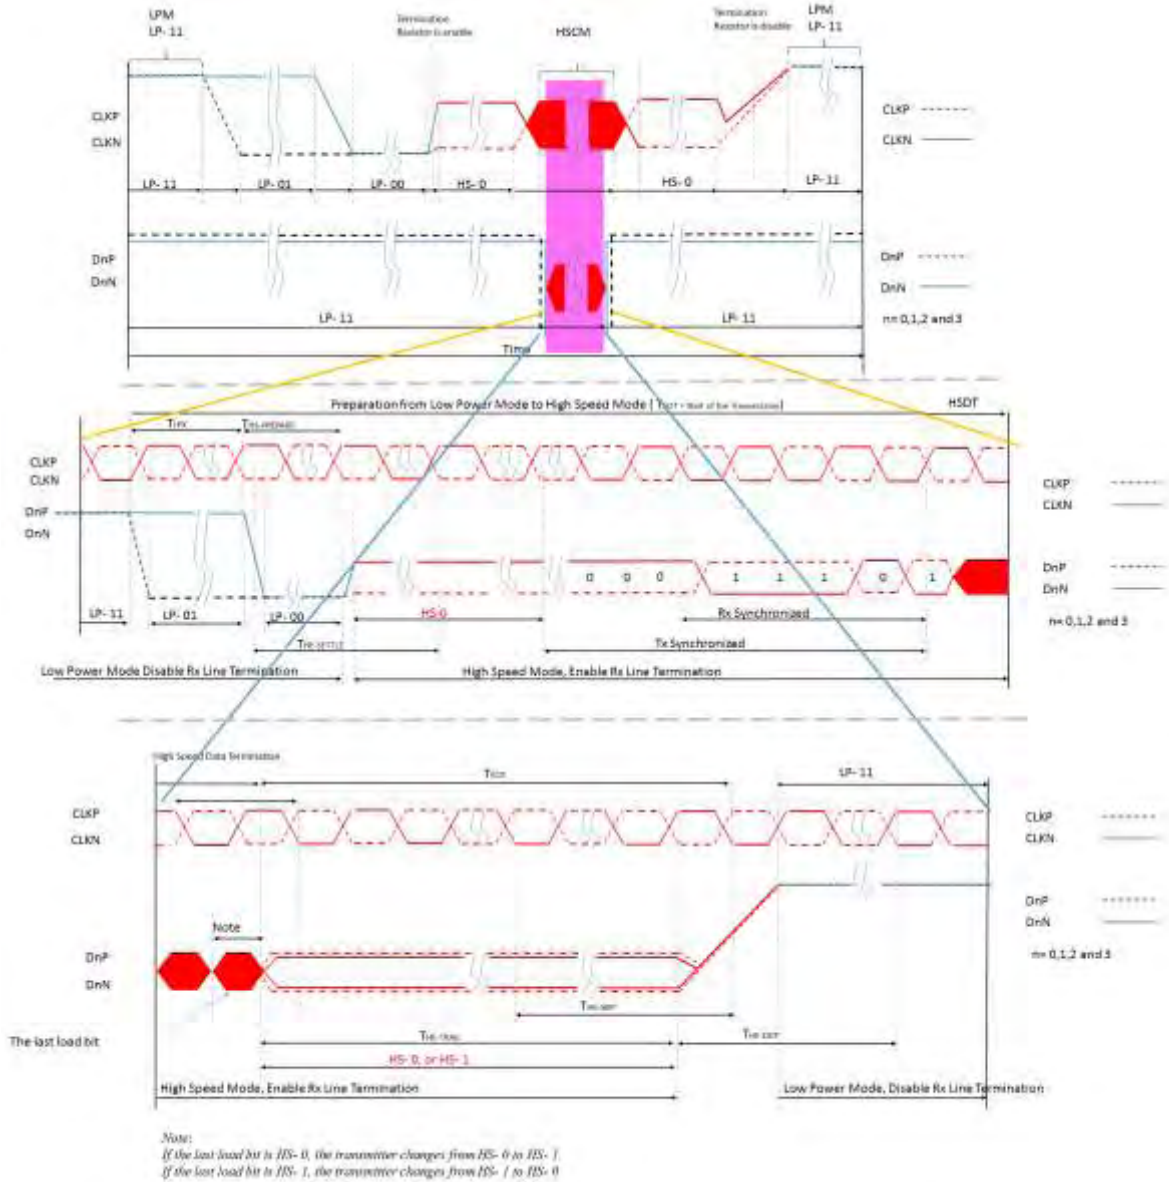 LPM
LP- 11
Termination
Resistor is enable
HSCM
Termination
Resistor is disable
LPM
LP- 11
CLKP
CLKN
CLKP
CLKN
LP- 11
LP- 01
LP- 00
HS- 0
HS- 0
LP-11
DnP
DnN
DnP
DnN
LP- 11
LP- 11
n= 0,1,2 and 3
Time
Preparation from Low Power Mode to High Speed Mode
HSDT
CLKP
CLKN
CLKP
CLKN
DnP
DnN
DnP
DnN
0 0 0 1 1 1 0 1
LP- 11
LP- 01
LP- 00
HS-0
Rx Synchronized
n= 0,1,2 and 3
Tx Synchronized
Low Power Mode Disable Rx Line Termination
High Speed Mode, Enable Rx Line Termination
High Speed Data Termination
LP- 11
CLKP
CLKN
CLKP
CLKN
DnP
DnN
Note
n= 0,1,2 and 3
DnP
DnN
The last load bit
HS- 0, or HS- 1
High Speed Mode, Enable Rx Line Termination
Low Power Mode, Disable Rx Line Termination
Note:
If the last load bit is HS- 0, the transmitter changes from HS- 0 to HS- 1
If the last load bit is HS- 1, the transmitter changes from HS- 1 to HS- 0